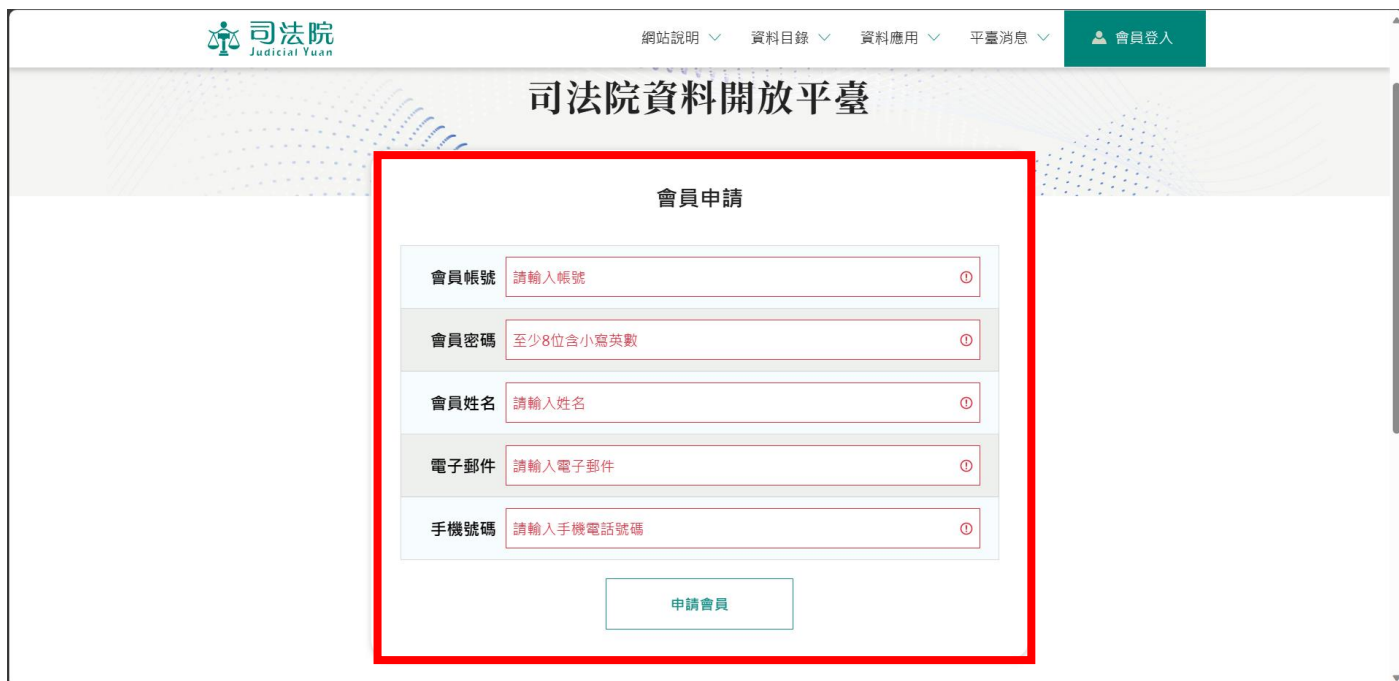 司法院
Judicial Yuan
網站說明 資料目錄 資料應用 平臺消息 會員登入
司法院資料開放平臺
會員申請
會員帳號 請輸入帳號
會員密碼 至少8位含小寫英數
會員姓名 請輸入姓名
電子郵件 請輸入電子郵件
手機號碼 請輸入手機電話號碼
申請會員